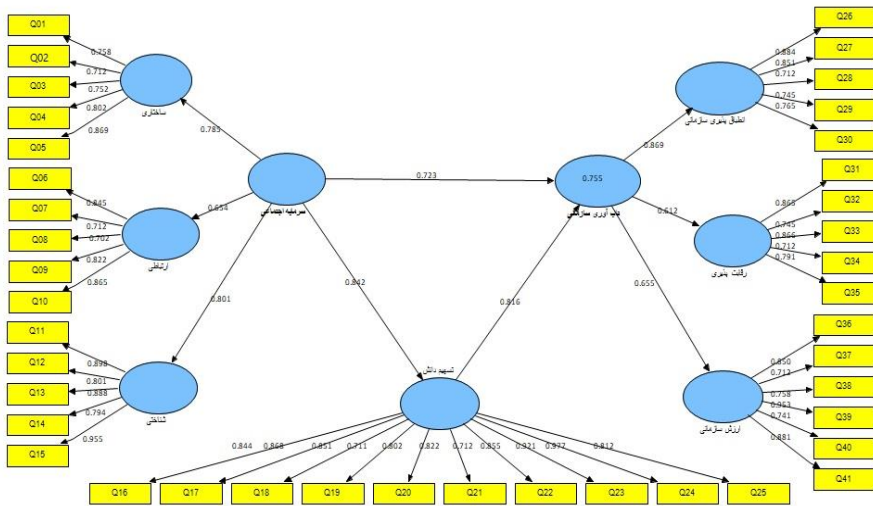 Q01
Q02
Q03
Q04
Q05
0.758
0.712
0.752
0.802
0.869
ساختاری
0.785
Q06
Q07
Q08
Q09
Q10
0.845
0.712
0.702
0.822
0.865
ارتباطی
0.654
Q11
Q12
Q13
Q14
Q15
0.898
0.801
0.888
0.794
0.955
شناختی
0.801
سرمایه اجتماعی
0.723
0.842
تسهیم دانش
0.816
0.844
0.868
0.851
0.711
0.802
0.822
0.712
0.855
0.921
0.977
0.812
Q16
Q17
Q18
Q19
Q20
Q21
Q22
Q23
Q24
Q25
0.755
تاب آوری سازمانی
0.869
0.612
0.655
انطباق پذیری سازمانی
0.884
0.851
0.712
0.745
0.765
Q26
Q27
Q28
Q29
Q30
رقابت پذیری
0.865
0.745
0.866
0.712
0.791
Q31
Q32
Q33
Q34
Q35
ارزش سازمانی
0.850
0.712
0.758
0.953
0.741
0.881
Q36
Q37
Q38
Q39
Q40
Q41